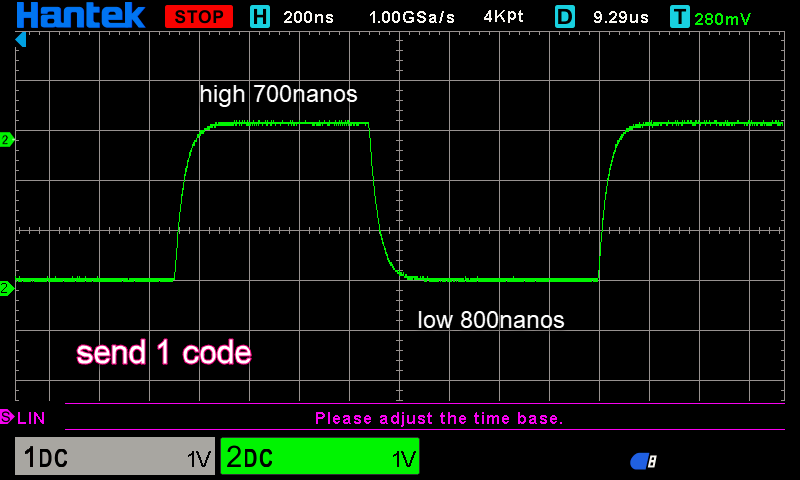 Hantek STOP H 200ns 1.00GSa/s 4Kpt D 9.29us T 280mV
high 700nanos
2
2
low 800nanos
send 1 code
S LIN Please adjust the time base.
1DC 1V 2DC 1V 8